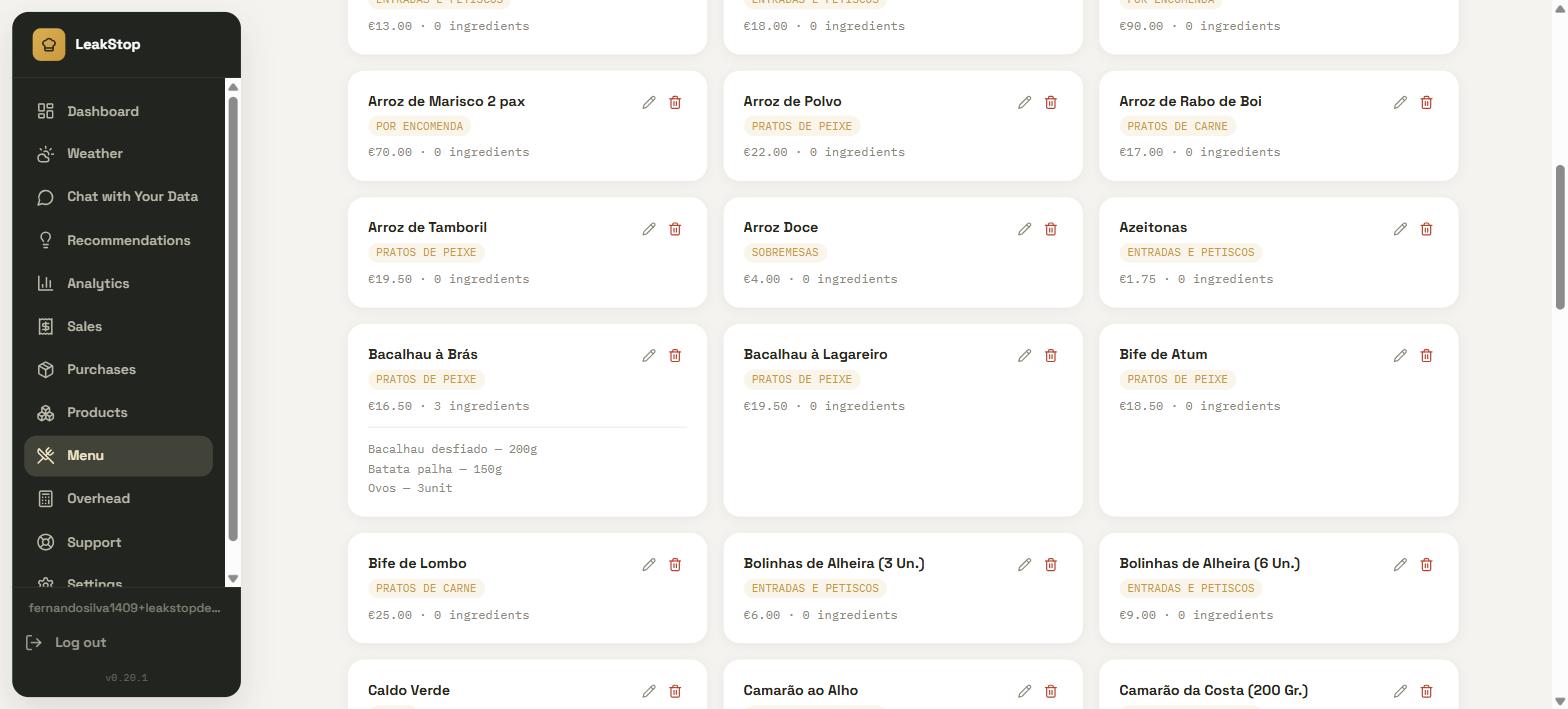 LeakStop
Dashboard
Weather
Chat with Your Data
Recommendations
Analytics
Sales
Purchases
Products
Menu
Overhead
Support
Settings
fernandosilva1409+leakstopde...
Log out
v0.20.1
ENTRADAS E PETISCOS
€13.00 · 0 ingredients
ENTRADAS E PETISCOS
€18.00 · 0 ingredients
POR ENCOMENDA
€90.00 · 0 ingredients
Arroz de Marisco 2 pax
POR ENCOMENDA
€70.00 · 0 ingredients
Arroz de Polvo
PRATOS DE PEIXE
€22.00 · 0 ingredients
Arroz de Rabo de Boi
PRATOS DE CARNE
€17.00 · 0 ingredients
Arroz de Tamboril
PRATOS DE PEIXE
€19.50 · 0 ingredients
Arroz Doce
SOBREMESAS
€4.00 · 0 ingredients
Azeitonas
ENTRADAS E PETISCOS
€1.75 · 0 ingredients
Bacalhau à Brás
PRATOS DE PEIXE
€16.50 · 3 ingredients
Bacalhau desfiado — 200g
Batata palha — 150g
Ovos — 3unit
Bacalhau à Lagareiro
PRATOS DE PEIXE
€19.50 · 0 ingredients
Bife de Atum
PRATOS DE PEIXE
€18.50 · 0 ingredients
Bife de Lombo
PRATOS DE CARNE
€25.00 · 0 ingredients
Bolinhas de Alheira (3 Un.)
ENTRADAS E PETISCOS
€6.00 · 0 ingredients
Bolinhas de Alheira (6 Un.)
ENTRADAS E PETISCOS
€9.00 · 0 ingredients
Caldo Verde
Camarão ao Alho
Camarão da Costa (200 Gr.)